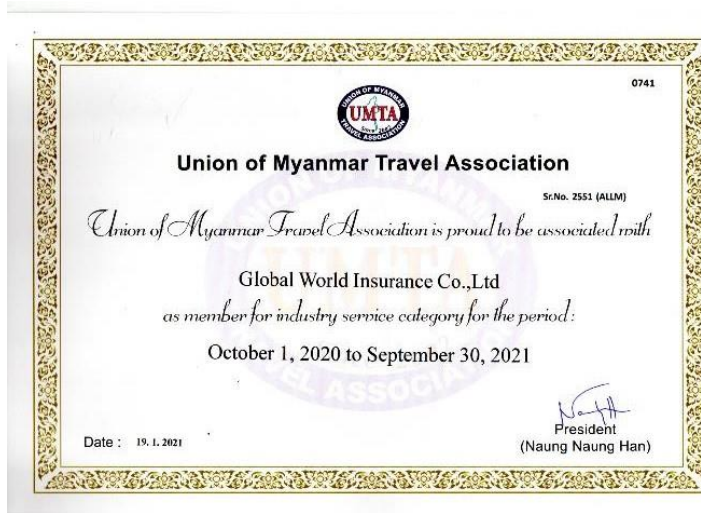 0741
UNION OF MYANMAR
UMTA
TRAVEL ASSOCIATION
Union of Myanmar Travel Association
Sr.No. 2551 (ALLM)
Union of Myanmar Travel Association is proud to be associated with
Global World Insurance Co.,Ltd
as member for industry service category for the period :
October 1, 2020 to September 30, 2021
President
Date : 19. 1. 2021
(Naung Naung Han)